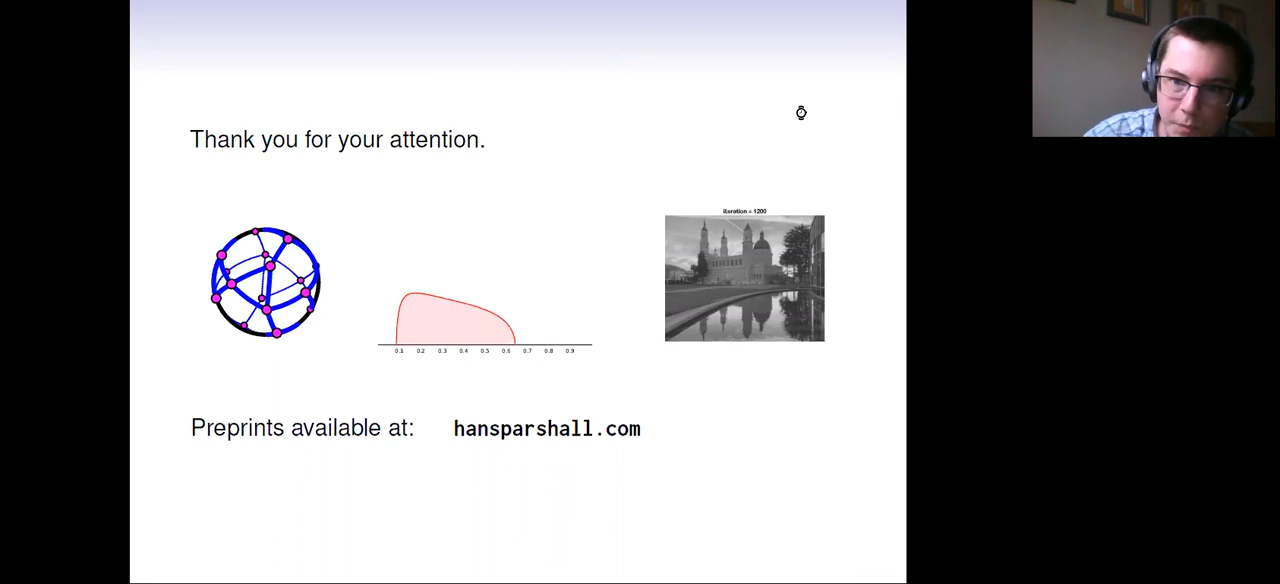 Thank you for your attention.
iteration = 1200
0.1 0.2 0.3 0.4 0.5 0.6 0.7 0.8 0.9
Preprints available at: hansparshall.com